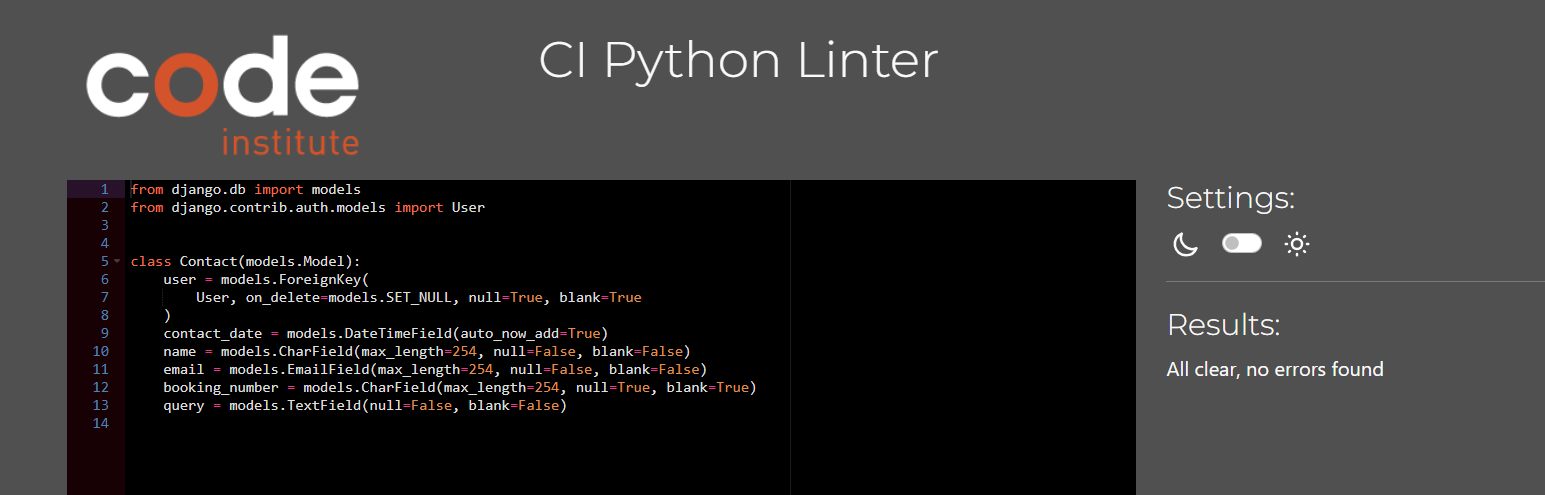 code
institute
CI Python Linter
1 from django.db import models
2 from django.contrib.auth.models import User
3
4
5 class Contact(models.Model):
6     user = models.ForeignKey(
7         User, on_delete=models.SET_NULL, null=True, blank=True
8     )
9     contact_date = models.DateTimeField(auto_now_add=True)
10     name = models.CharField(max_length=254, null=False, blank=False)
11     email = models.EmailField(max_length=254, null=False, blank=False)
12     booking_number = models.CharField(max_length=254, null=True, blank=True)
13     query = models.TextField(null=False, blank=False)
14
Settings:
Results:
All clear, no errors found